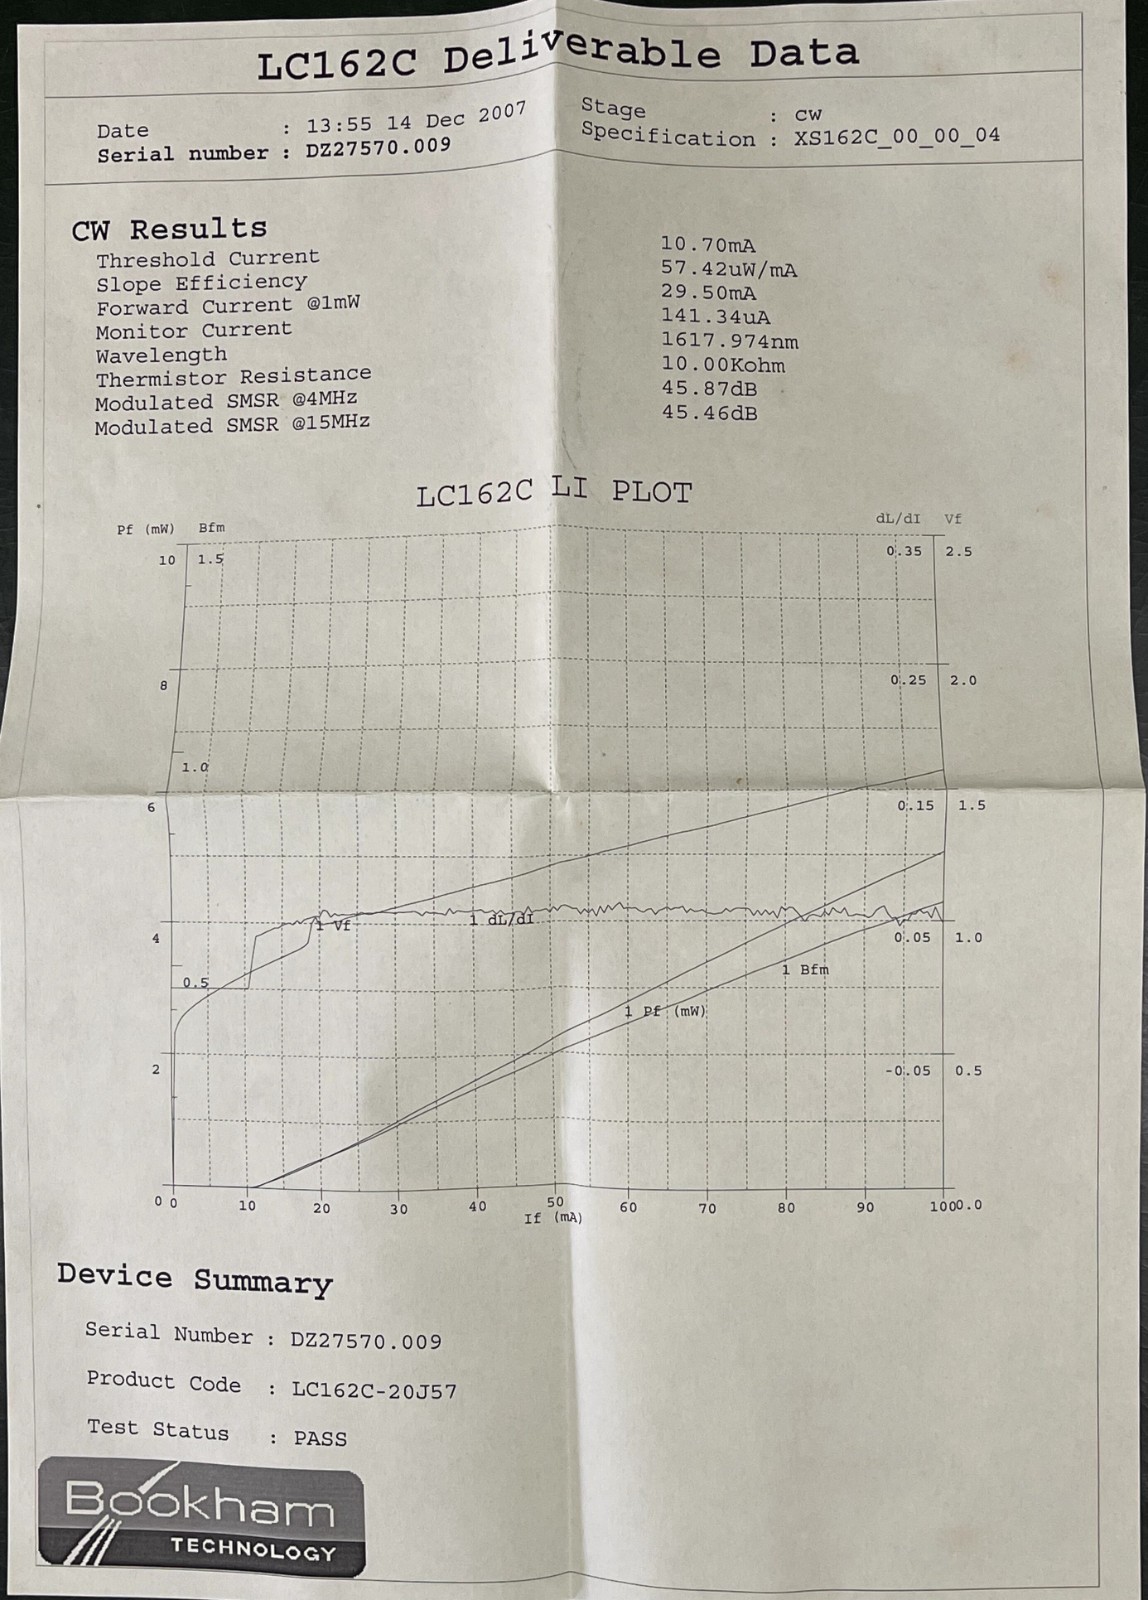 LC162C Deliverable Data
Date : 13:55 14 Dec 2007
Serial number : DZ27570.009
Stage : CW
Specification : XS162C_00_00_04
CW Results
Threshold Current 10.70mA
Slope Efficiency 57.42uW/mA
Forward Current @1mW 29.50mA
Monitor Current 141.34uA
Wavelength 1617.974nm
Thermistor Resistance 10.00Kohm
Modulated SMSR @4MHz 45.87dB
Modulated SMSR @15MHz 45.46dB
LC162C LI PLOT
Pf (mW) Bfm dL/dI Vf
10 1.5 0.35 2.5
8 0.25 2.0
1.0
6 0.15 1.5
1 Vf 1 dL/dI
4 0.05 1.0
1 Bfm
0.5
1 Pf (mW)
2 -0.05 0.5
0 0 10 20 30 40 50 60 70 80 90 100 0.0
If (mA)
Device Summary
Serial Number : DZ27570.009
Product Code : LC162C-20J57
Test Status : PASS
Bookham
TECHNOLOGY